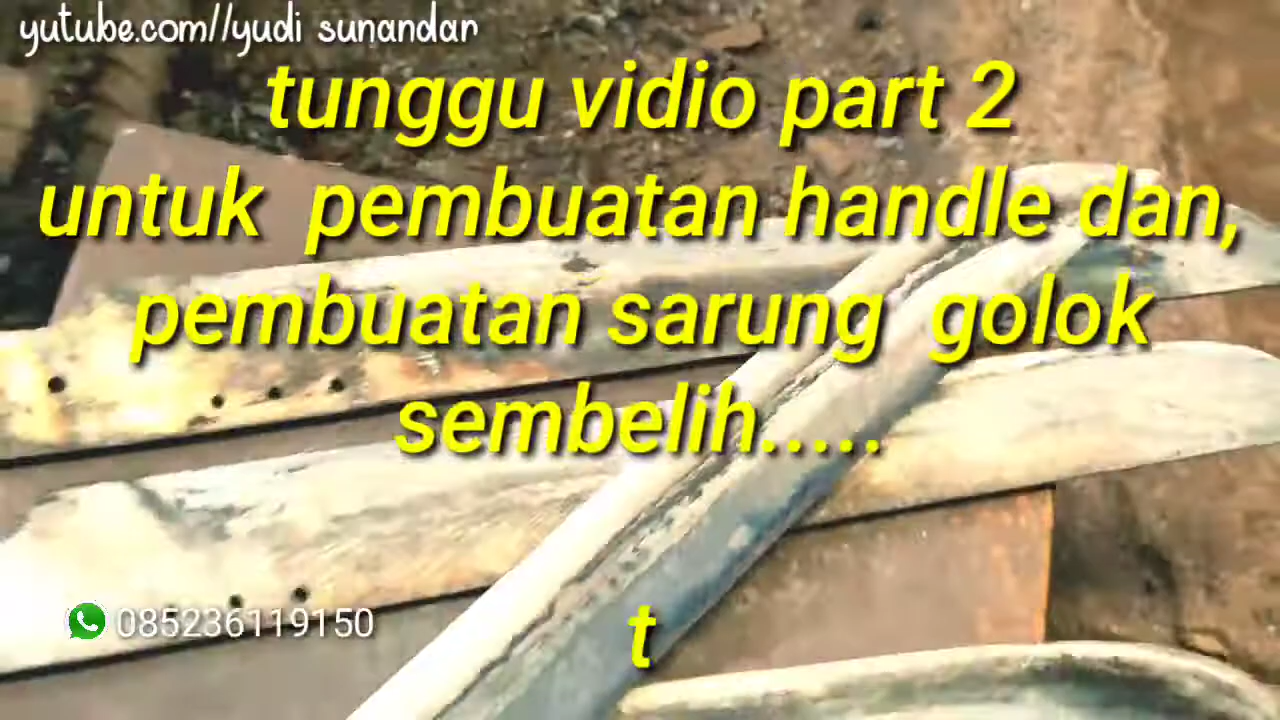 yutube.com//yudi sunandar
tunggu vidio part 2
untuk pembuatan handle dan,
pembuatan sarung golok
sembelih.....
085236119150
t